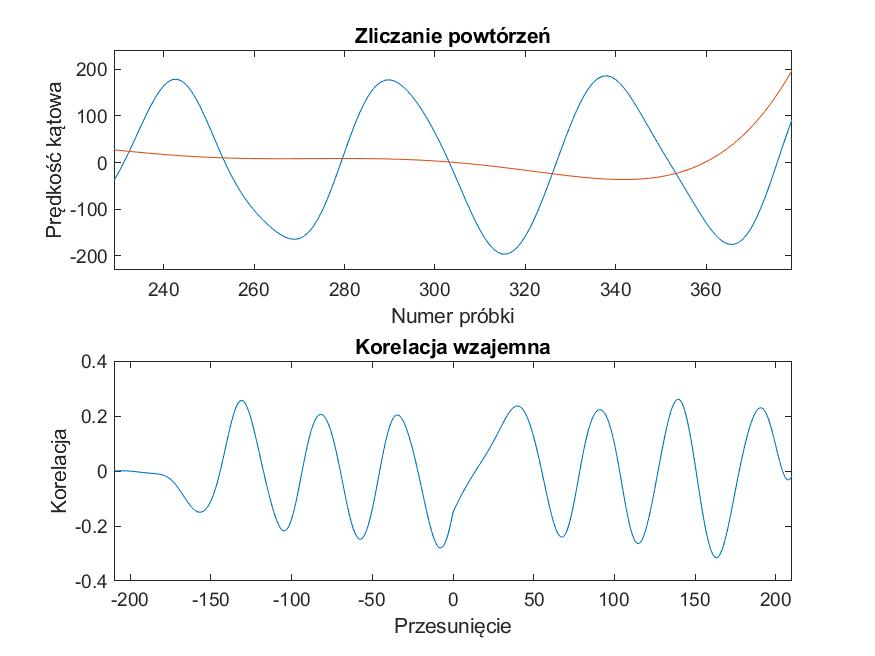 Zliczanie powtórzeń
200
100
0
-100
-200
Prędkość kątowa
240 260 280 300 320 340 360
Numer próbki
Korelacja wzajemna
0.4
0.2
0
-0.2
-0.4
Korelacja
-200 -150 -100 -50 0 50 100 150 200
Przesunięcie